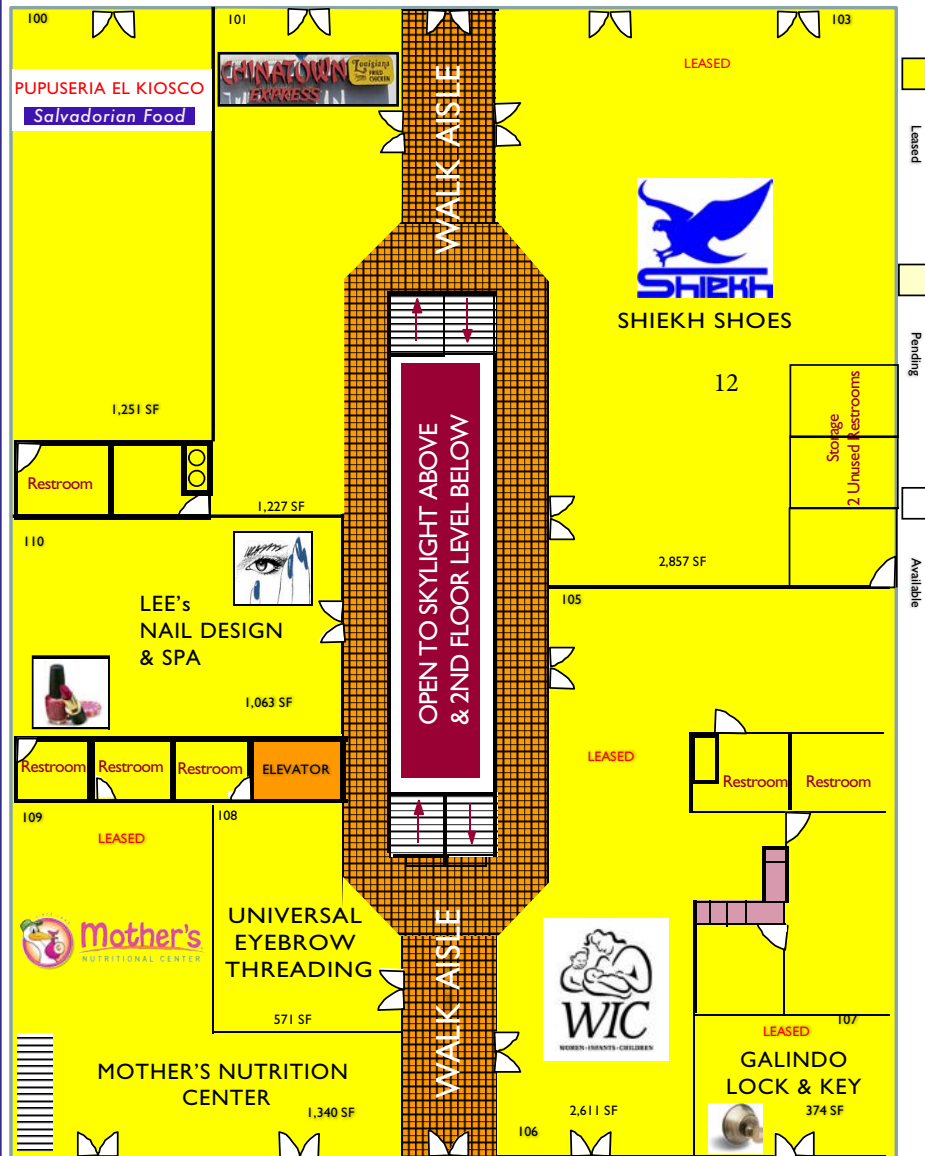 100
101
103
PUPUSERIA EL KIOSCO
Salvadorian Food
CHINATOWN
EXPRESS
Louisiana
FRIED
CHICKEN
WALK AISLE
LEASED
Leased
Shiekh
SHIEKH SHOES
12
Pending
Storage
2 Unused Restrooms
1,251 SF
Restroom
1,227 SF
OPEN TO SKYLIGHT ABOVE
& 2ND FLOOR LEVEL BELOW
2,857 SF
Available
110
LEE's
NAIL DESIGN
& SPA
1,063 SF
105
LEASED
Restroom
Restroom
Restroom
Restroom
ELEVATOR
Restroom
109
108
LEASED
Mother's
NUTRITIONAL CENTER
UNIVERSAL
EYEBROW
THREADING
571 SF
WALK AISLE
WIC
WOMEN-INFANTS-CHILDREN
107
LEASED
GALINDO
LOCK & KEY
374 SF
MOTHER'S NUTRITION
CENTER
1,340 SF
2,611 SF
106